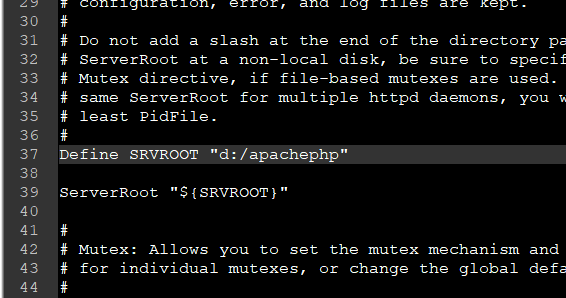 29 # configuration, error, and log files are kept.
30 #
31 # Do not add a slash at the end of the directory pa
32 # ServerRoot at a non-local disk, be sure to specif
33 # Mutex directive, if file-based mutexes are used.
34 # same ServerRoot for multiple httpd daemons, you w
35 # least PidFile.
36 #
37 Define SRVROOT "d:/apachephp"
38
39 ServerRoot "${SRVROOT}"
40
41 #
42 # Mutex: Allows you to set the mutex mechanism and
43 # for individual mutexes, or change the global defa
44 #